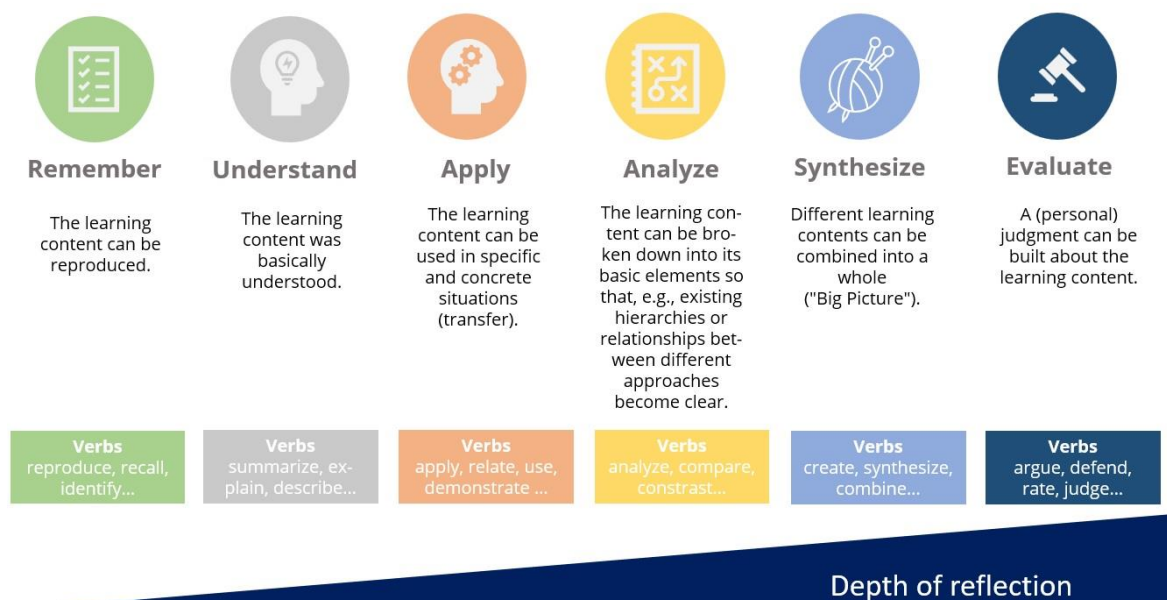 Remember
The learning
content can be
reproduced.
Verbs
reproduce, recall,
identify...
Understand
The learning
content was
basically
understood.
Verbs
summarize, ex-
plain, describe...
Apply
The learning
content can be
used in specific
and concrete
situations
(transfer).
Verbs
apply, relate, use,
demonstrate ...
Analyze
The learning con-
tent can be bro-
ken down into its
basic elements so
that, e.g., existing
hierarchies or
relationships bet-
ween different
approaches
become clear.
Verbs
analyze, compare,
constrast...
Synthesize
Different learning
contents can be
combined into a
whole
("Big Picture").
Verbs
create, synthesize,
combine...
Evaluate
A (personal)
judgment can be
built about the
learning content.
Verbs
argue, defend,
rate, judge...
Depth of reflection